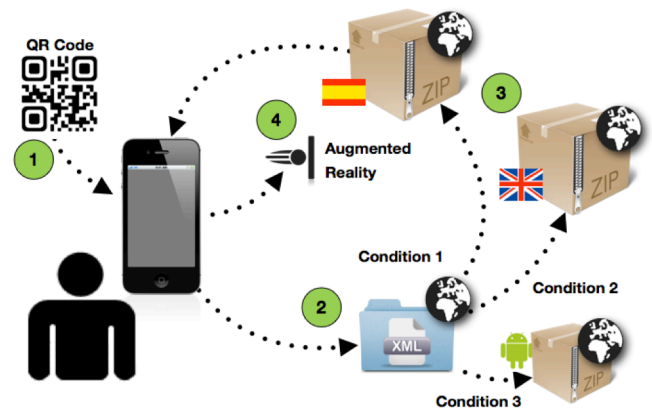 QR Code
1
4
Augmented
Reality
ZIP
3
ZIP
Condition 1
2
XML
Condition 2
ZIP
Condition 3